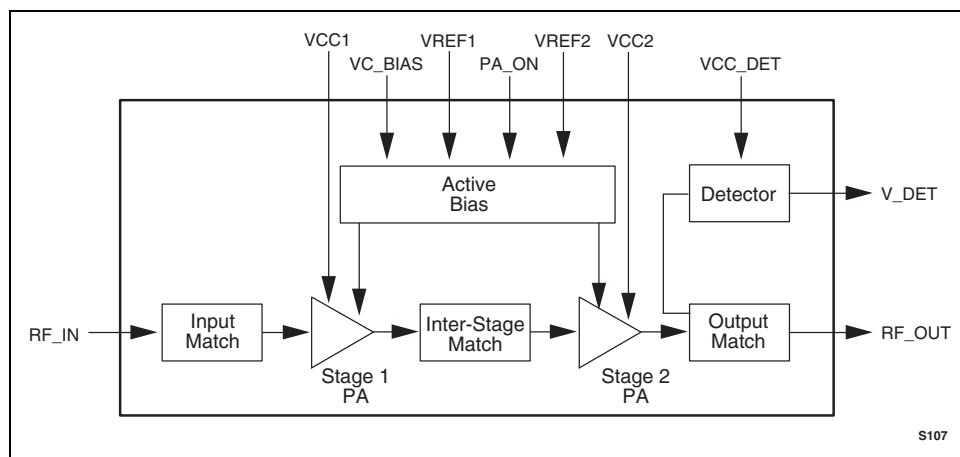 VCC1
VREF1
VREF2
VCC2
VC_BIAS
PA_ON
VCC_DET
Active
Bias
Detector
V_DET
RF_IN
Input
Match
Inter-Stage
Match
Output
Match
RF_OUT
Stage 1
PA
Stage 2
PA
S107